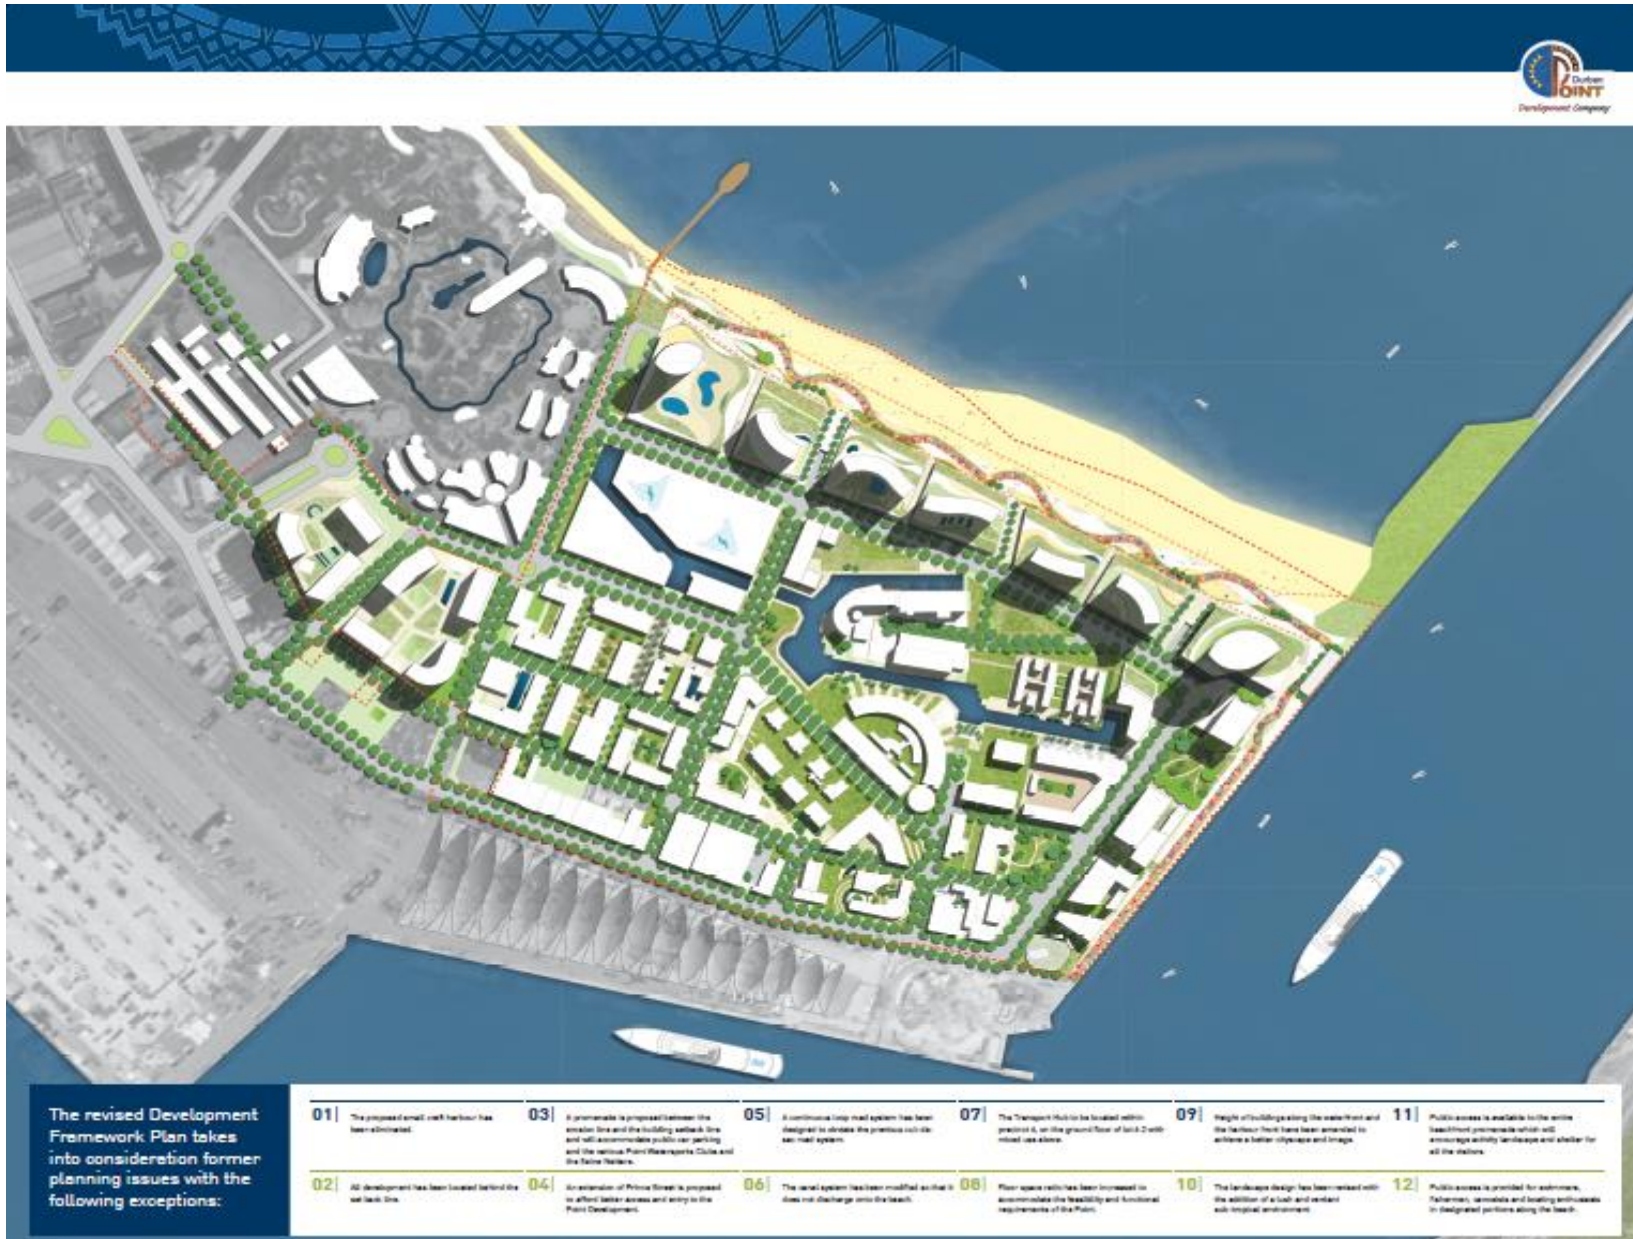 Durban
POINT
Development Company
The revised Development
Framework Plan takes
into consideration former
planning issues with the
following exceptions:
01
The proposed small craft harbour has
been eliminated.
02
All development has been located behind the
set back line.
03
A promenade is proposed between the
erosion line and the building setback line
and will accommodate public car parking
and the various Point Watersports Clubs and
the
04
An extension of Prince Street is proposed
to afford better access and entry to the
Point Development.
05
A continuous loop road system has been
designed to obviate the previous cul-de-
sac road system.
06
The canal system has been modified so that it
does not discharge onto the beach.
07
The Transport Hub to be located within
precinct 6, on the ground floor of with
mixed use above.
08
Floor space ratio has been increased to
accommodate the feasibility and functional
requirements of the Point.
09
Height of buildings along the waterfront and
the harbour front have been amended to
achieve a better cityscape and image.
10
The landscape design has been revised with
the addition of a lush and verdant
sub-tropical environment
11
Public access is available to the entire
beachfront promenade which will
encourage activity landscape and shelter for
all the visitors.
12
Public access is provided for swimmers,
fishermen, canoeists and boating enthusiasts
in designated portions along the beach.